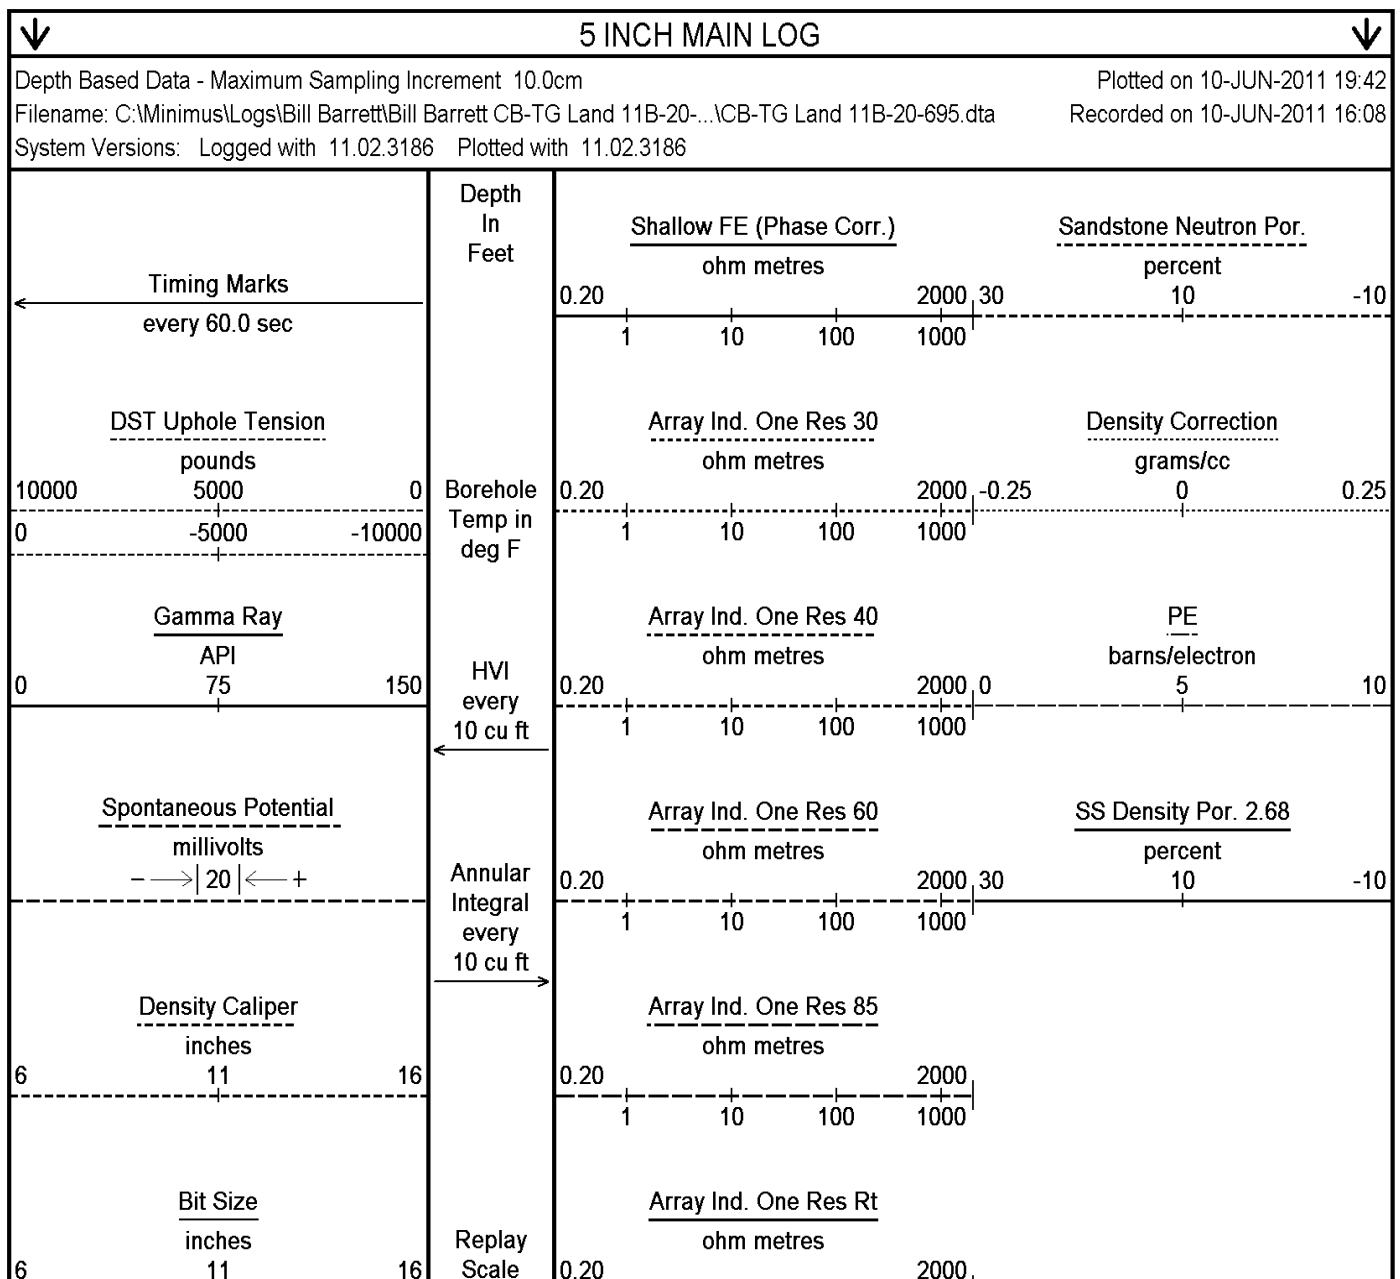 5 INCH MAIN LOG
Depth Based Data - Maximum Sampling Increment 10.0cm
Plotted on 10-JUN-2011 19:42
Filename: C:\Minimus\Logs\Bill Barrett\Bill Barrett CB-TG Land 11B-20-...\CB-TG Land 11B-20-695.dta
Recorded on 10-JUN-2011 16:08
System Versions: Logged with 11.02.3186 Plotted with 11.02.3186
Timing Marks
every 60.0 sec
DST Uphole Tension
pounds
10000 5000 0
0 -5000 -10000
Gamma Ray
API
0 75 150
Spontaneous Potential
millivolts
- 20 +
Density Caliper
inches
6 11 16
Bit Size
inches
6 11 16
Depth
In
Feet
Borehole
Temp in
deg F
HVI
every
10 cu ft
Annular
Integral
every
10 cu ft
Replay
Scale
Shallow FE (Phase Corr.)
ohm metres
0.20 2000
1 10 100 1000
Array Ind. One Res 30
ohm metres
0.20 2000
1 10 100 1000
Array Ind. One Res 40
ohm metres
0.20 2000
1 10 100 1000
Array Ind. One Res 60
ohm metres
0.20 2000
1 10 100 1000
Array Ind. One Res 85
ohm metres
0.20 2000
1 10 100 1000
Array Ind. One Res Rt
ohm metres
0.20 2000
Sandstone Neutron Por.
percent
30 10 -10
Density Correction
grams/cc
-0.25 0 0.25
PE
barns/electron
0 5 10
SS Density Por. 2.68
percent
30 10 -10